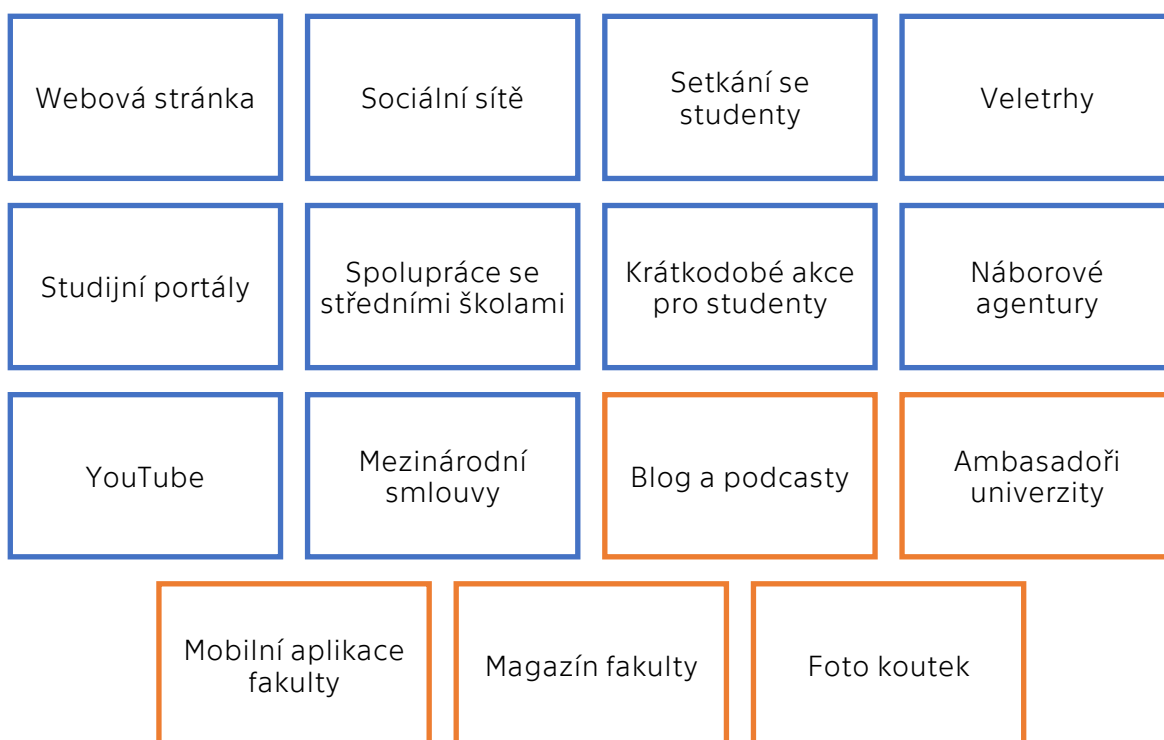 Webová stránka
Sociální sítě
Setkání se
studenty
Veletrhy
Studijní portály
Spolupráce se
středními školami
Krátkodobé akce
pro studenty
Náborové
agentury
YouTube
Mezinárodní
smlouvy
Blog a podcasty
Ambasadoři
univerzity
Mobilní aplikace
fakulty
Magazín fakulty
Foto koutek